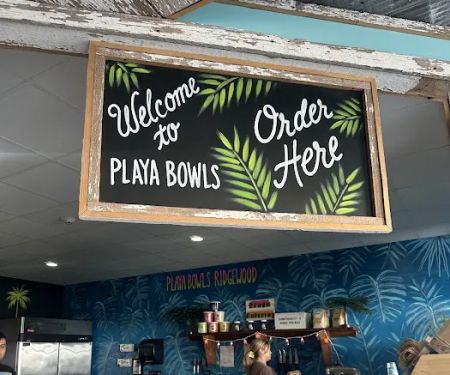 Welcome
to
PLAYA BOWLS
Order
Here
PLAYA BOWLS RIDGEWOOD